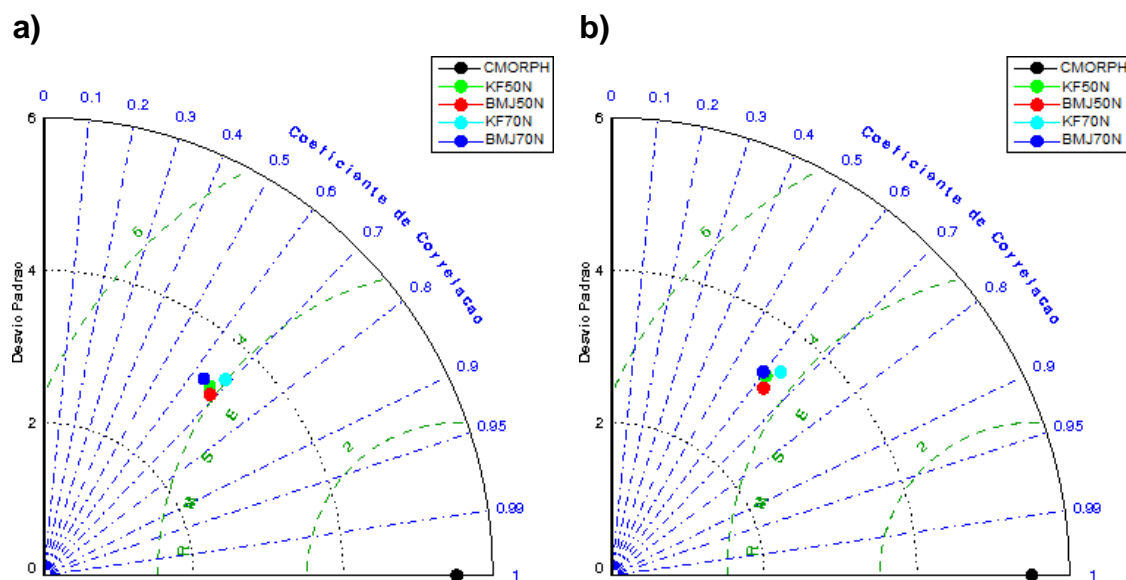 a)
CMORPH
KF50N
BMJ50N
KF70N
BMJ70N
0
0.1
0.2
0.3
0.4
0.5
0.6
0.7
0.8
0.9
0.95
0.99
1
Coeficiente de Correlacao
6
4
2
0
Desvio Padrao
6
4
2
R M S E
b)
CMORPH
KF50N
BMJ50N
KF70N
BMJ70N
0
0.1
0.2
0.3
0.4
0.5
0.6
0.7
0.8
0.9
0.95
0.99
1
Coeficiente de Correlacao
6
4
2
0
Desvio Padrao
6
4
2
R M S E